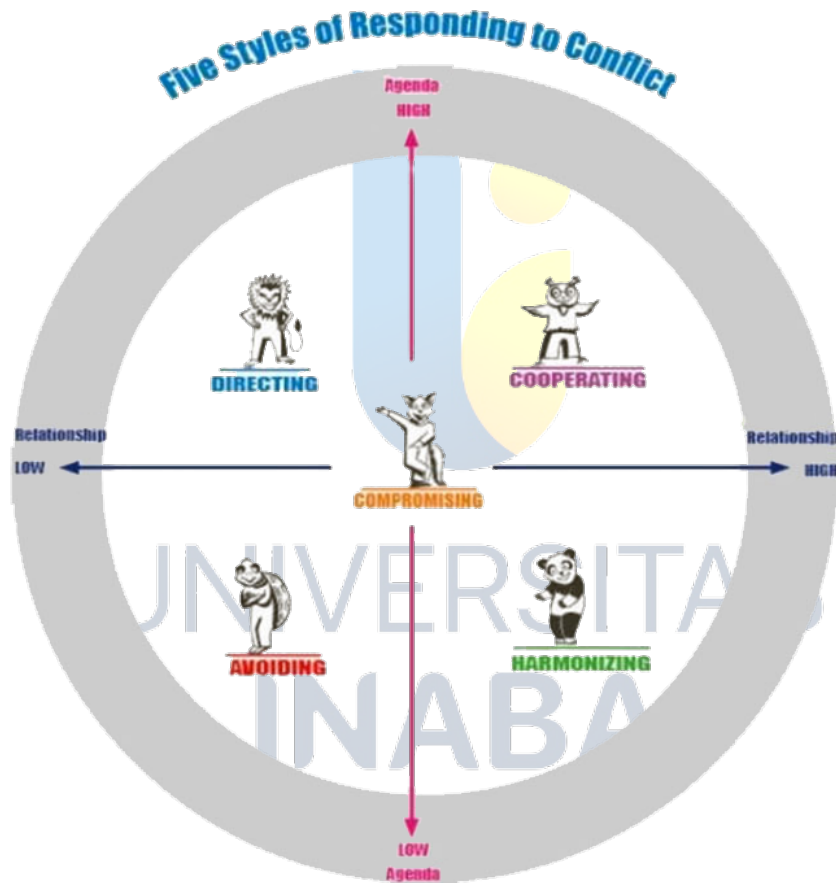 Five Styles of Responding to Conflict
Agenda
HIGH
DIRECTING
COOPERATING
Relationship
LOW
Relationship
HIGH
COMPROMISING
AVOIDING
HARMONIZING
UNIVERSITAS
INABA
LOW
Agenda